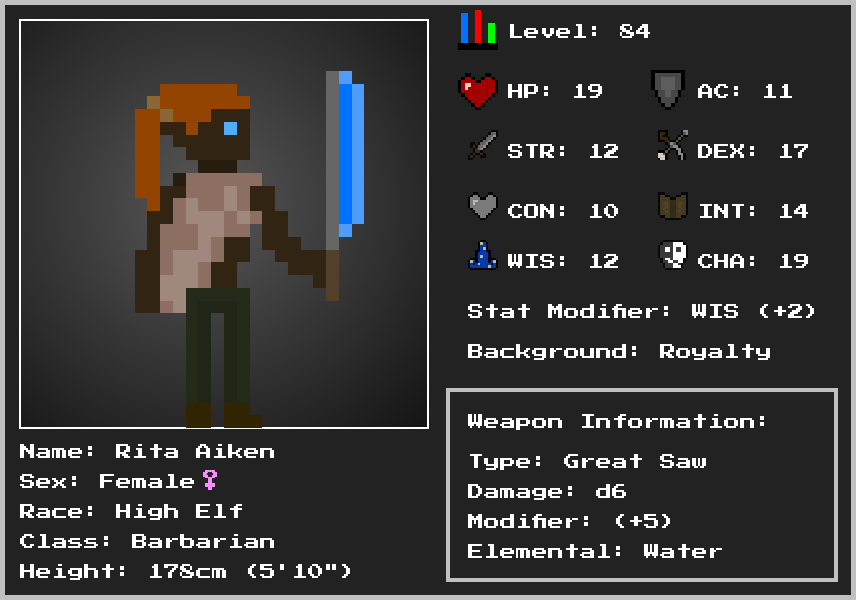 Level: 84
HP: 19 AC: 11
STR: 12 DEX: 17
CON: 10 INT: 14
WIS: 12 CHA: 19
Stat Modifier: WIS (+2)
Background: Royalty
Weapon Information:
Type: Great Saw
Damage: d6
Modifier: (+5)
Elemental: Water
Name: Rita Aiken
Sex: Female♀
Race: High Elf
Class: Barbarian
Height: 178cm (5'10")